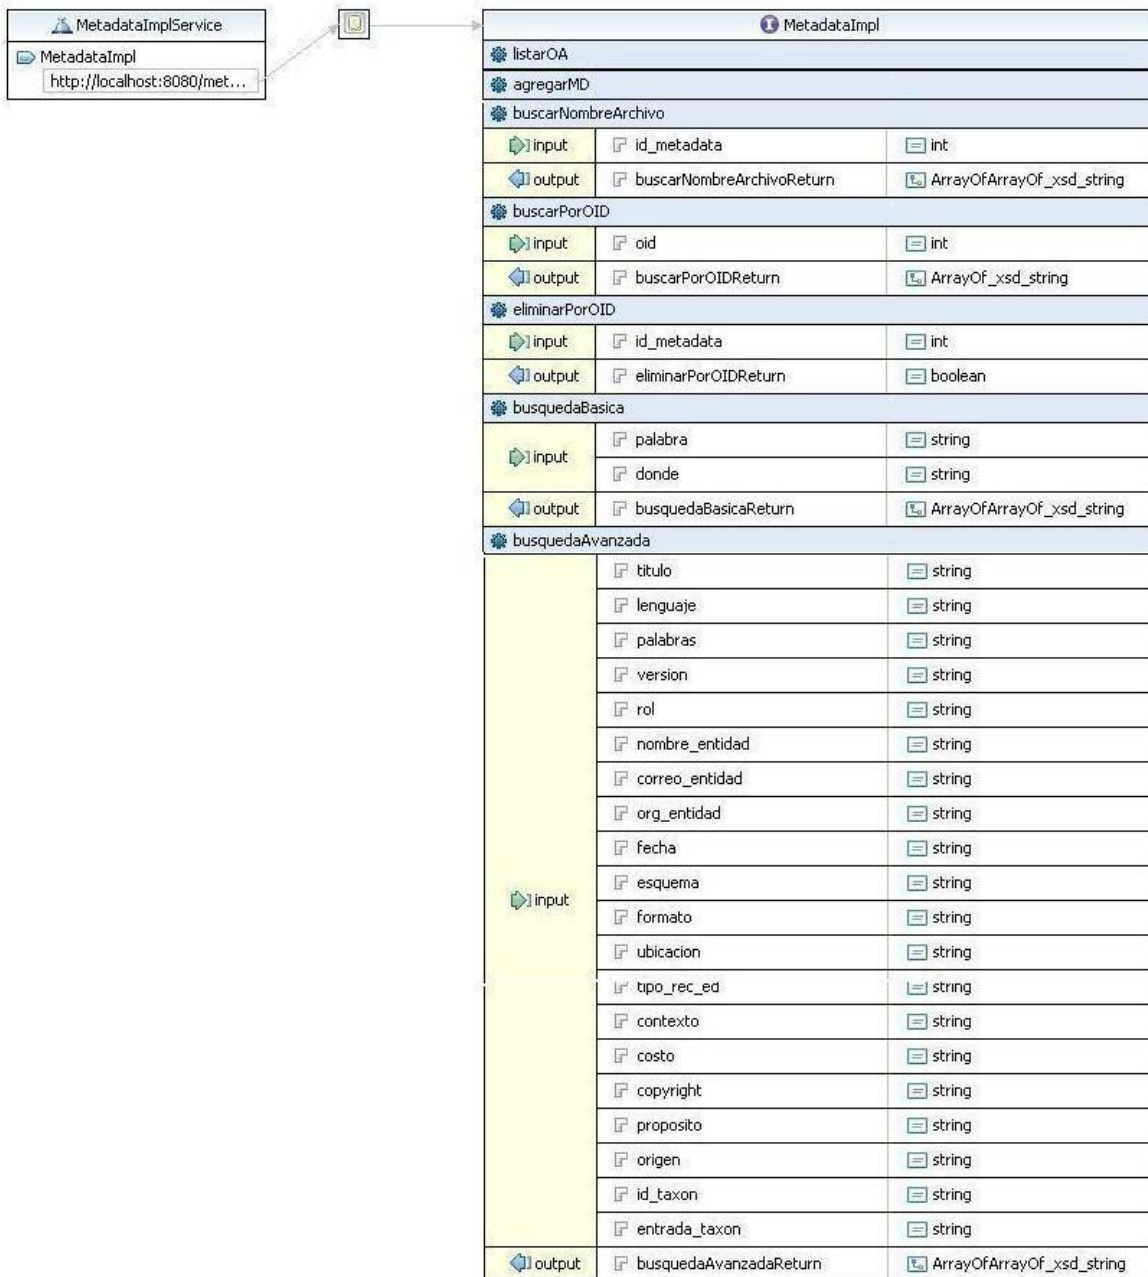 MetadataImplService
MetadataImpl
http://localhost:8080/met...
MetadataImpl
listarOA
agregarMD
buscarNombreArchivo
input id_metadata int
output buscarNombreArchivoReturn ArrayOfArrayOf_xsd_string
buscarPorOID
input oid int
output buscarPorOIDReturn ArrayOf_xsd_string
eliminarPorOID
input id_metadata int
output eliminarPorOIDReturn boolean
busquedaBasica
input
palabra string
donde string
output busquedaBasicaReturn ArrayOfArrayOf_xsd_string
busquedaAvanzada
input
titulo string
lenguaje string
palabras string
version string
rol string
nombre_entidad string
correo_entidad string
org_entidad string
fecha string
esquema string
formato string
ubicacion string
tipo_rec_ed string
contexto string
costo string
copyright string
proposito string
origen string
id_taxon string
entrada_taxon string
output busquedaAvanzadaReturn ArrayOfArrayOf_xsd_string